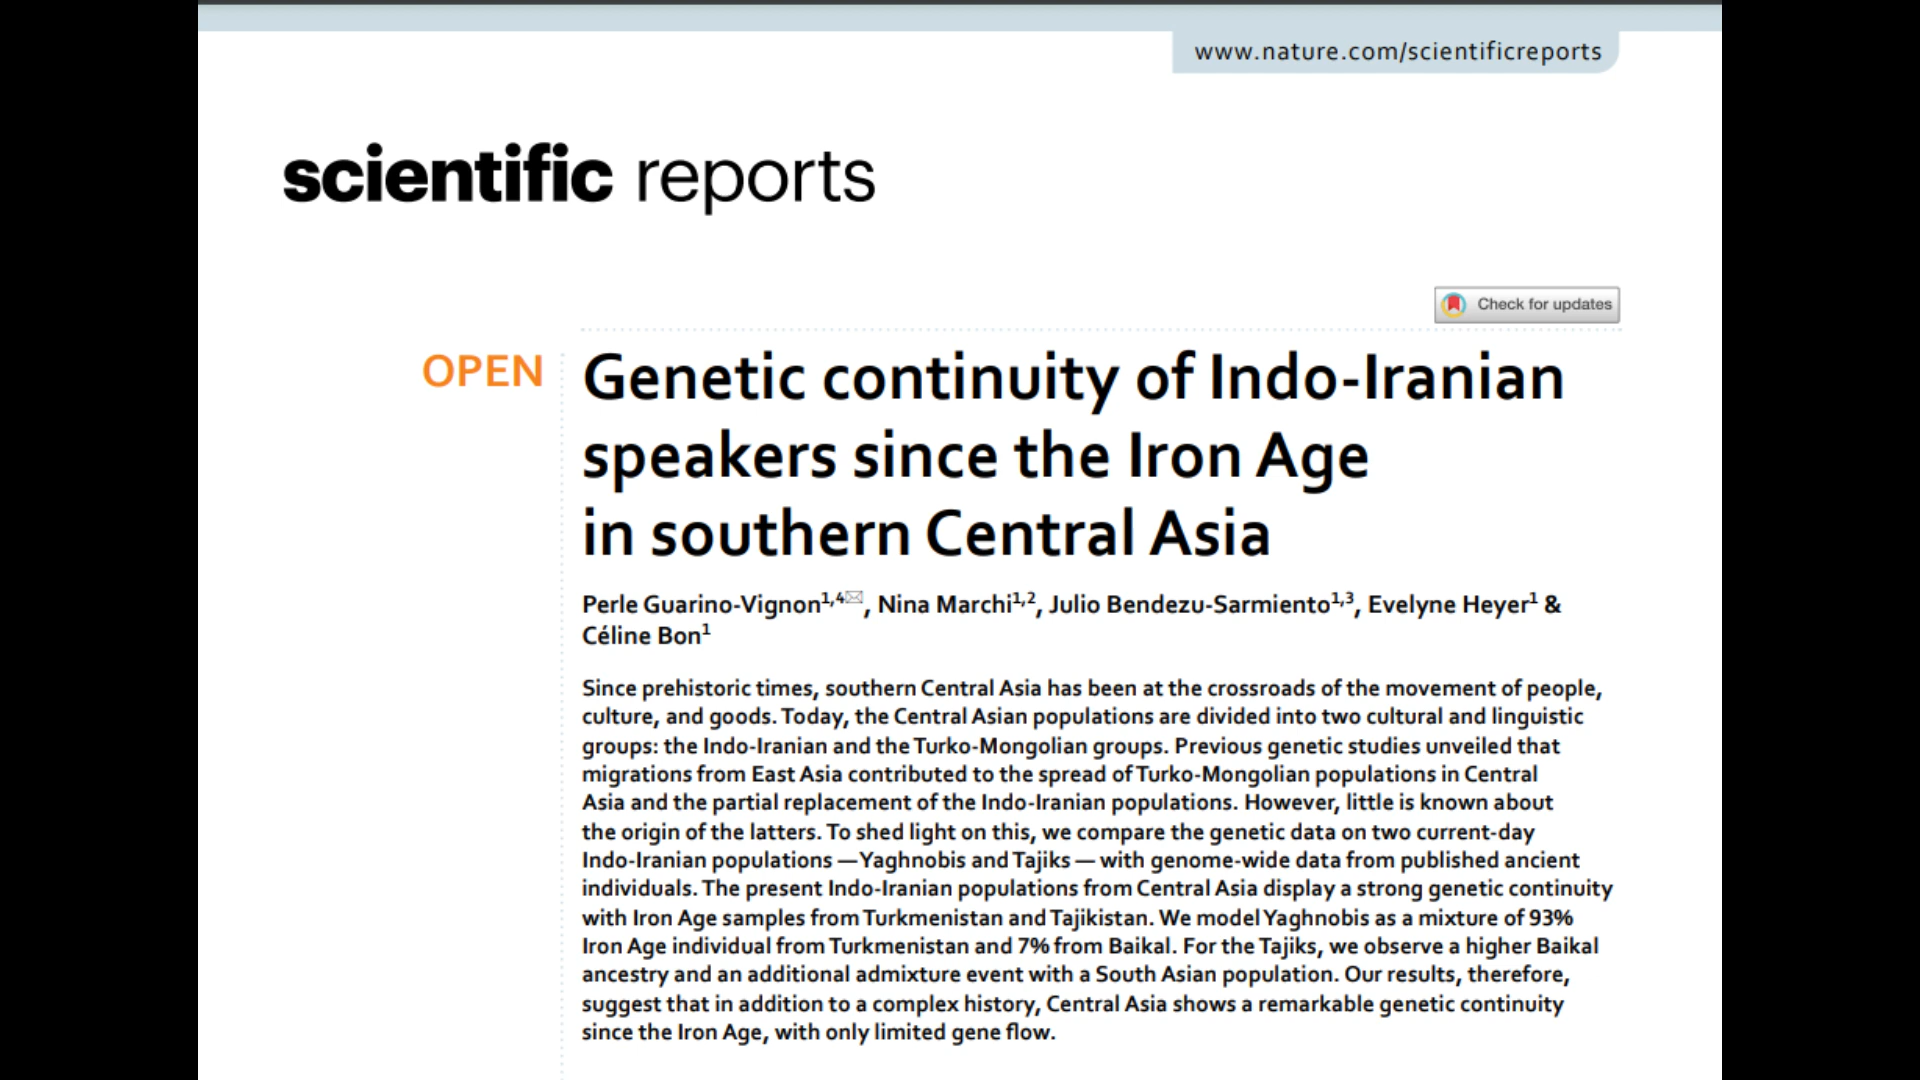 www.nature.com/scientificreports
scientific reports
Check for updates
OPEN
Genetic continuity of Indo-Iranian
speakers since the Iron Age
in southern Central Asia
Perle Guarino-Vignon1,4✉, Nina Marchi1,2, Julio Bendezu-Sarmiento1,3, Evelyne Heyer1 &
Céline Bon1
Since prehistoric times, southern Central Asia has been at the crossroads of the movement of people,
culture, and goods. Today, the Central Asian populations are divided into two cultural and linguistic
groups: the Indo-Iranian and the Turko-Mongolian groups. Previous genetic studies unveiled that
migrations from East Asia contributed to the spread of Turko-Mongolian populations in Central
Asia and the partial replacement of the Indo-Iranian populations. However, little is known about
the origin of the latters. To shed light on this, we compare the genetic data on two current-day
Indo-Iranian populations —Yaghnobis and Tajiks — with genome-wide data from published ancient
individuals. The present Indo-Iranian populations from Central Asia display a strong genetic continuity
with Iron Age samples from Turkmenistan and Tajikistan. We model Yaghnobis as a mixture of 93%
Iron Age individual from Turkmenistan and 7% from Baikal. For the Tajiks, we observe a higher Baikal
ancestry and an additional admixture event with a South Asian population. Our results, therefore,
suggest that in addition to a complex history, Central Asia shows a remarkable genetic continuity
since the Iron Age, with only limited gene flow.